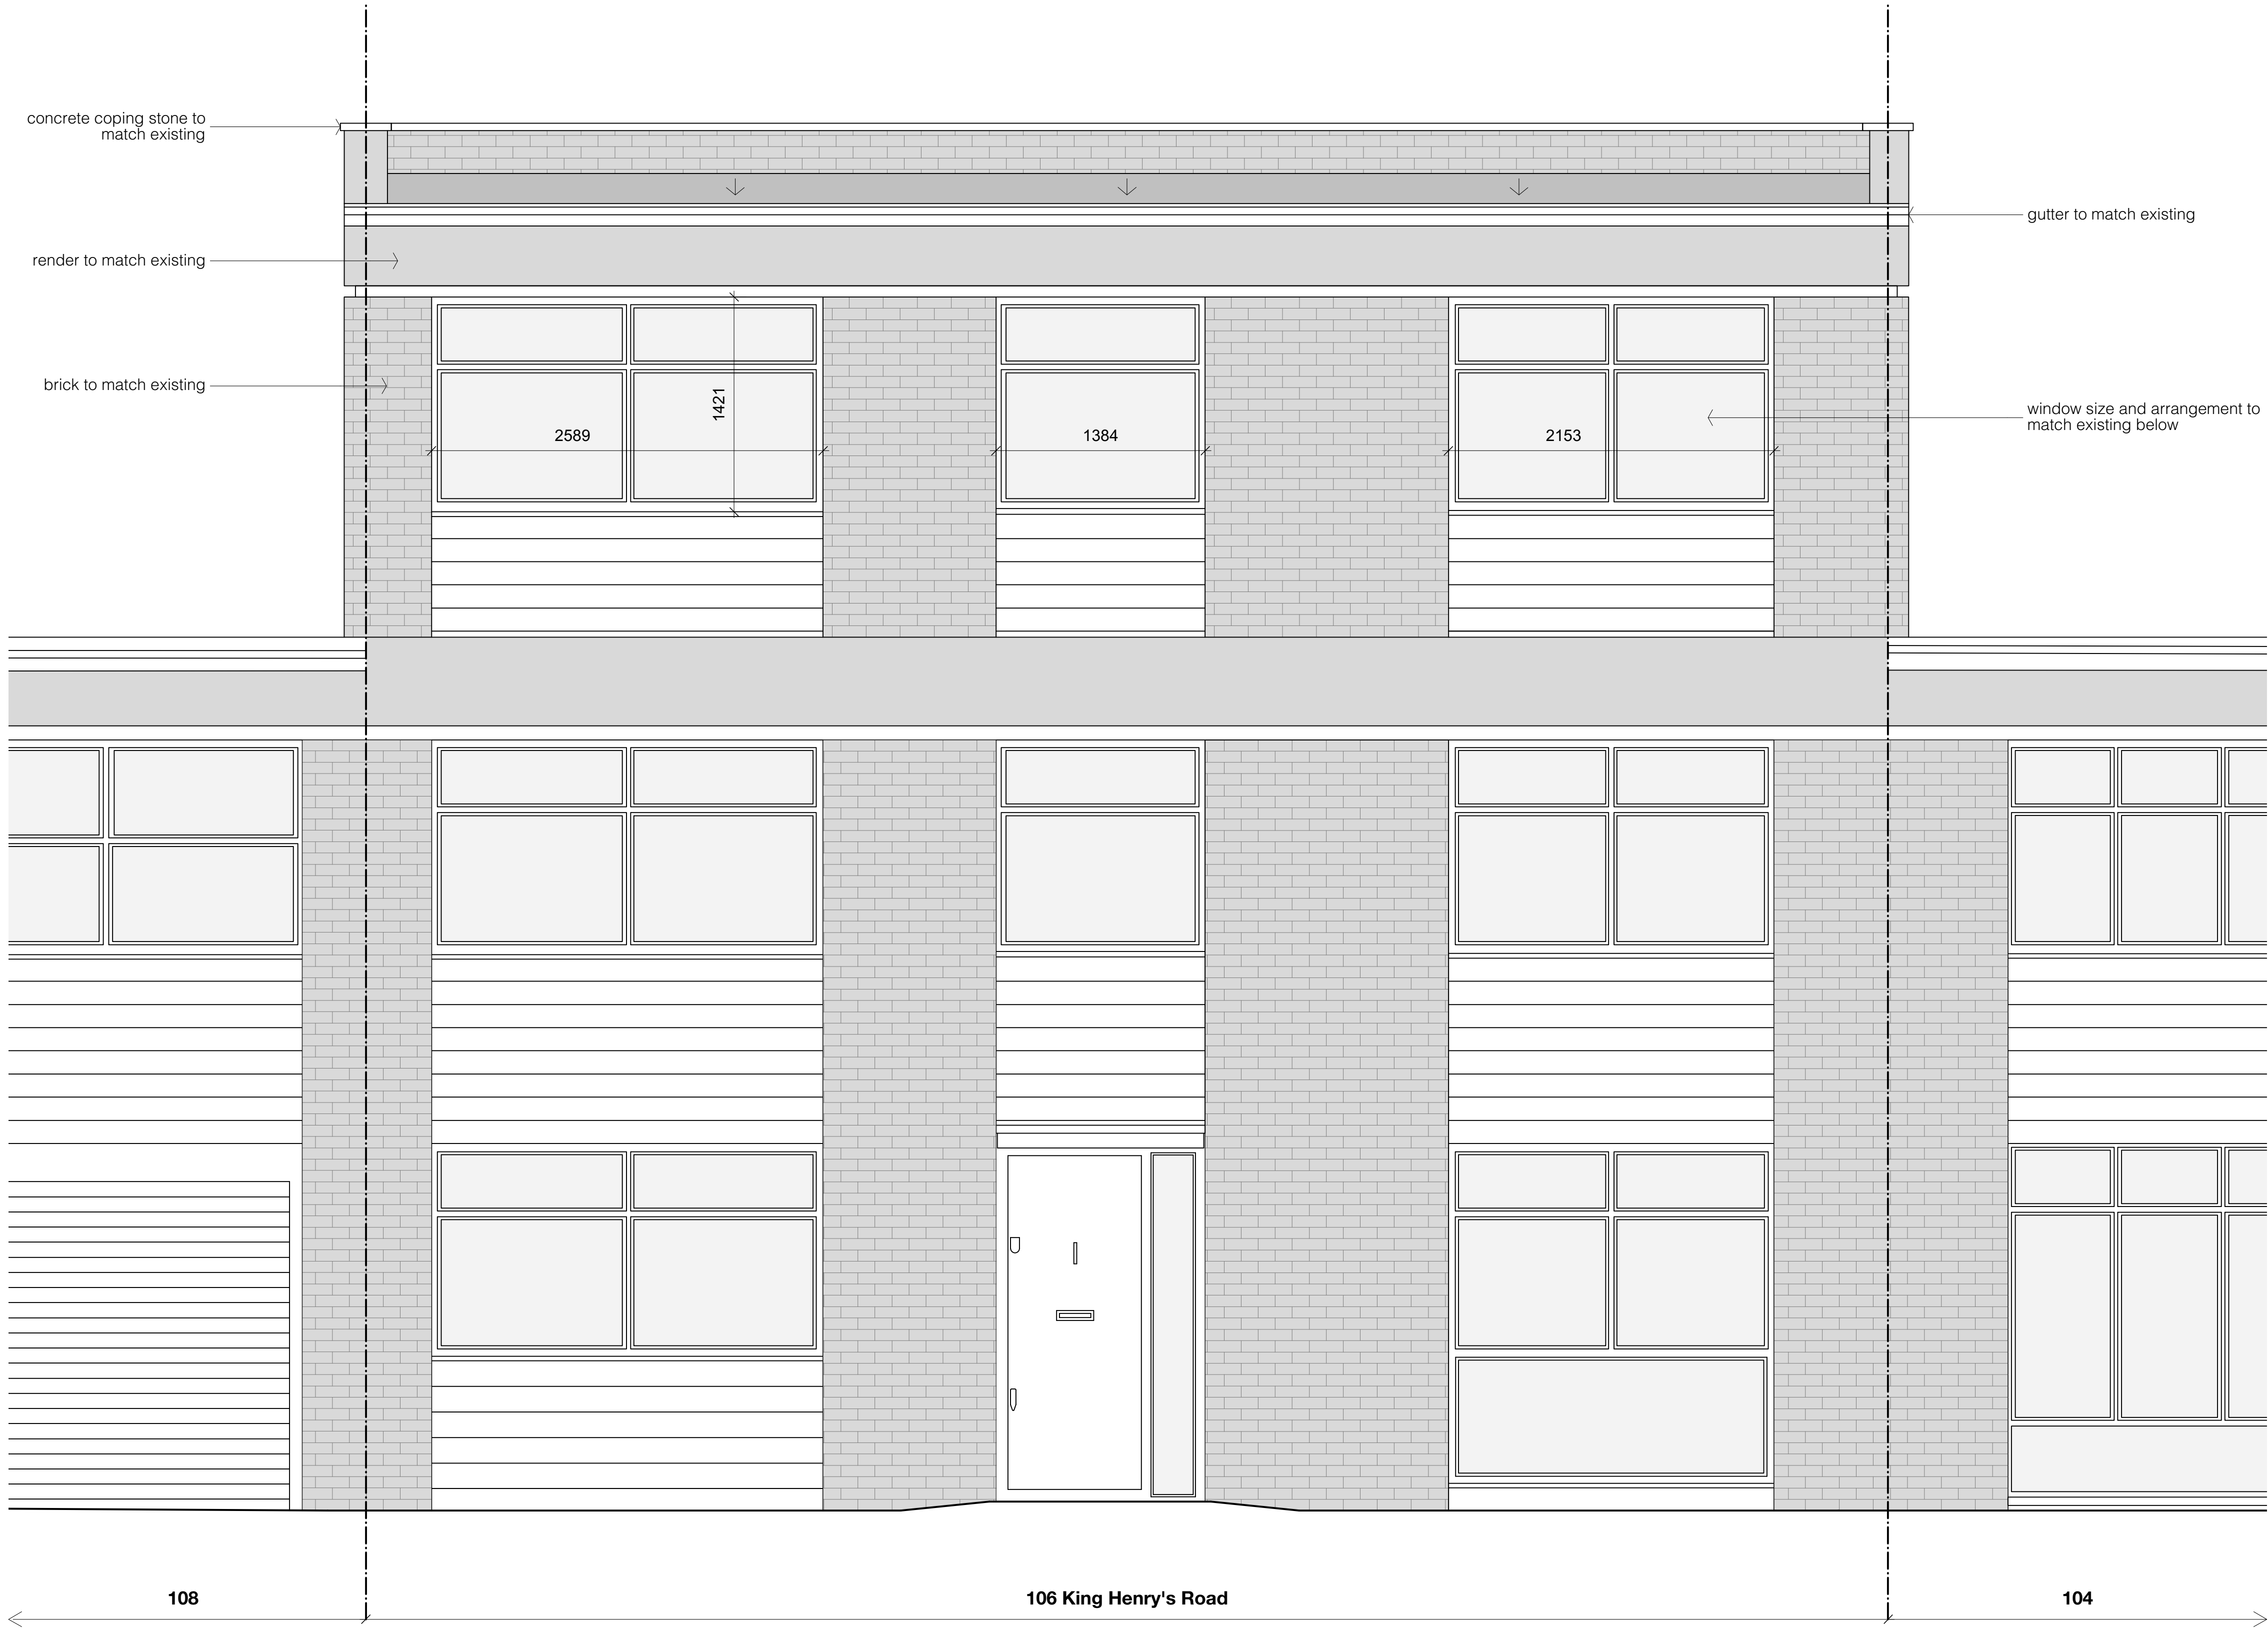 concrete coping stone to
match existing
gutter to match existing
render to match existing
brick to match existing
1421
window size and arrangement to
match existing below
2589
1384
2153
108
106 King Henry's Road
104